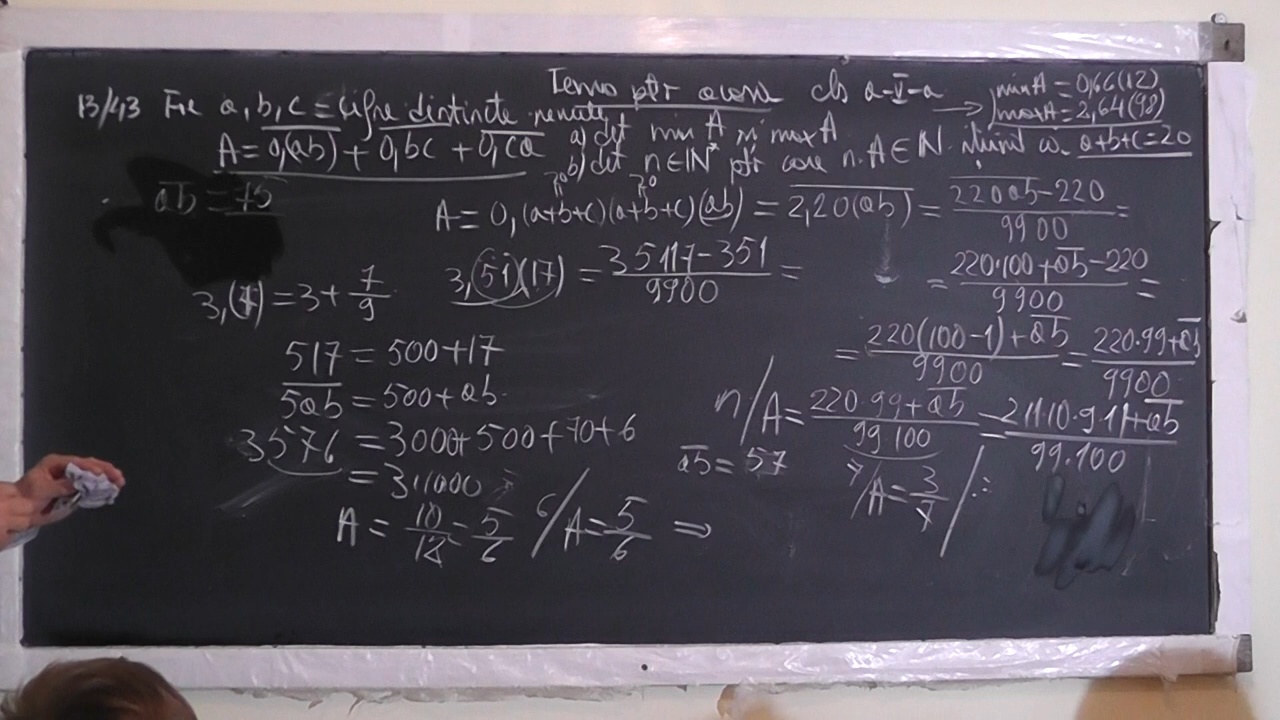 Temă ptr acasă cls a-V-a
13/43 Fie a,b,c = cifre distincte nenule
A = 0,(ab) + 0,bc + 0,ca
a) det min A și max A → min A = 0,66(12)
max A = 2,64(98)
b) det n∈ℕ* ptr care n·A∈ℕ a+b+c=20
ab = 75
A = 0,(a+b+c)(a+b+c)(ab) = 2,20(ab) = (220ab-220)/9900 =
3,(7) = 3 + 7/9
3,(51)(17) = (35117-351)/9900 =
= (220·100+ab-220)/9900 =
= (220(100-1)+ab)/9900 = (220·99+ab)/9900
517 = 500+17
5ab = 500+ab
n / A = (220·99+ab)/(99·100) = (2·11·10·9·11+ab)/(99·100)
3576 = 3000+500+70+6
ab = 57
7/A = 3/7 /
A = 10/12 = 5/6
6/A = 5/6 ⇒